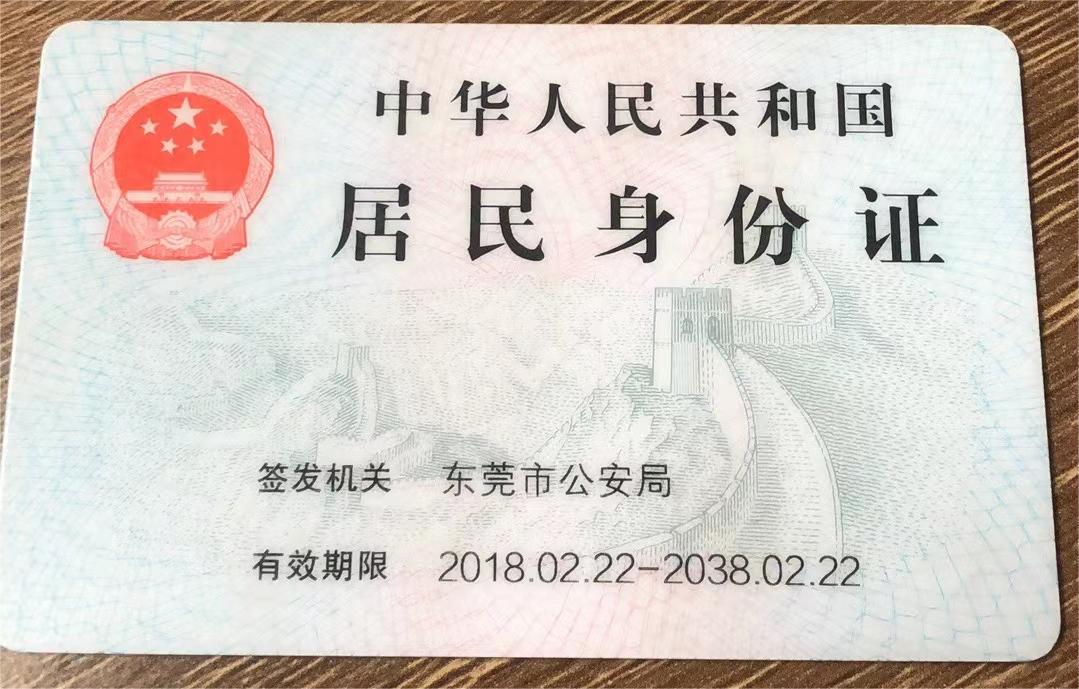 中华人民共和国
居民身份证
签发机关 东莞市公安局
有效期限 2018.02.22-2038.02.22